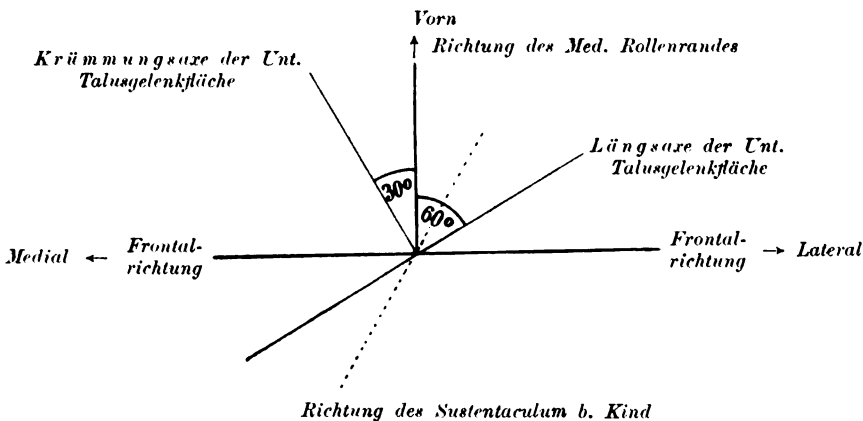 Vorn
↑ Richtung des Med. Rollenrandes
Krümmungsaxe der Unt.
Talusgelenkfläche
Längsaxe der Unt.
Talusgelenkfläche
30°
60°
Medial ← Frontal-
richtung
Frontal-
richtung → Lateral
Richtung des Sustentaculum b. Kind